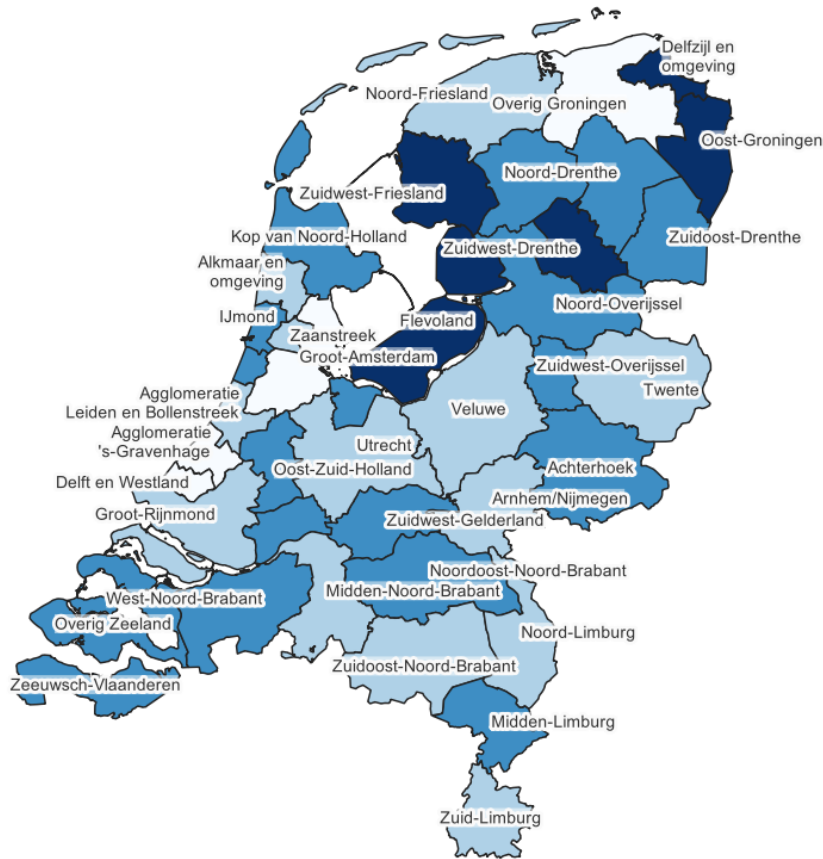 Delfzijl en
omgeving
Noord-Friesland
Overig Groningen
Oost-Groningen
Noord-Drenthe
Zuidwest-Friesland
Kop van Noord-Holland
Zuidwest-Drenthe
Zuidoost-Drenthe
Alkmaar en
omgeving
Noord-Overijssel
IJmond
Flevoland
Zaanstreek
Groot-Amsterdam
Zuidwest-Overijssel
Twente
Agglomeratie
Leiden en Bollenstreek
Veluwe
Agglomeratie
's-Gravenhage
Utrecht
Oost-Zuid-Holland
Achterhoek
Delft en Westland
Arnhem/Nijmegen
Groot-Rijnmond
Zuidwest-Gelderland
Noordoost-Noord-Brabant
West-Noord-Brabant
Midden-Noord-Brabant
Overig Zeeland
Noord-Limburg
Zuidoost-Noord-Brabant
Zeeuwsch-Vlaanderen
Midden-Limburg
Zuid-Limburg